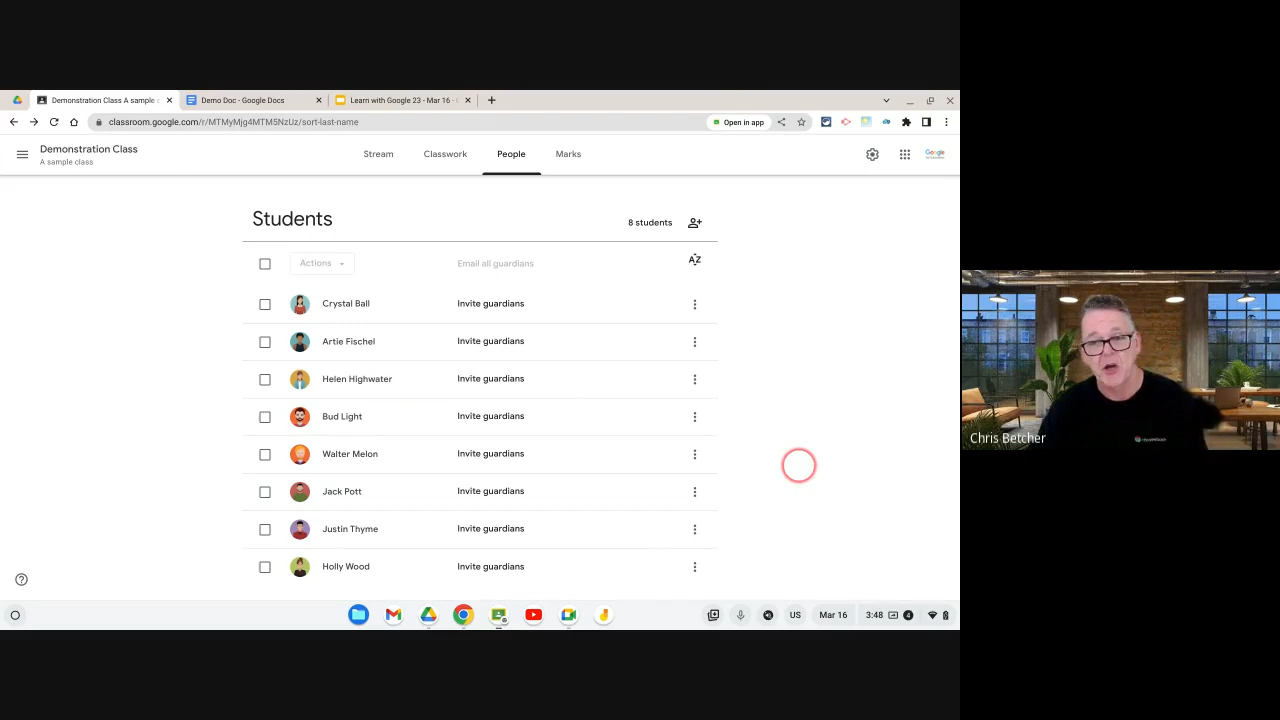 Demonstration Class A sample c
Demo Doc - Google Docs
Learn with Google 23 - Mar 16 -
classroom.google.com/r/MTMyMjg4MTM5NzUz/sort-last-name
Open in app
Demonstration Class
A sample class
Stream
Classwork
People
Marks
Google
Students
8 students
Actions
Email all guardians
AZ
Crystal Ball
Invite guardians
Artie Fischel
Invite guardians
Helen Highwater
Invite guardians
Bud Light
Invite guardians
Walter Melon
Invite guardians
Jack Pott
Invite guardians
Justin Thyme
Invite guardians
Holly Wood
Invite guardians
US
Mar 16
3:48
4
Chris Betcher